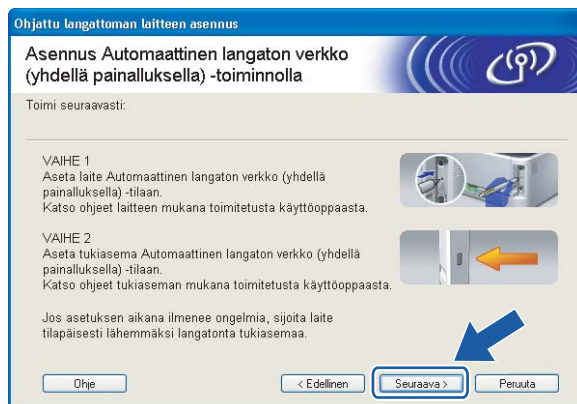 Ohjattu langattoman laitteen asennus
Asennus Automaattinen langaton verkko
(yhdellä painalluksella) -toiminnolla
Toimi seuraavasti:
VAIHE 1
Aseta laite Automaattinen langaton verkko (yhdellä
painalluksella) -tilaan.
Katso ohjeet laitteen mukana toimitetusta käyttöoppaasta.
VAIHE 2
Aseta tukiasema Automaattinen langaton verkko (yhdellä
painalluksella) -tilaan.
Katso ohjeet tukiaseman mukana toimitetusta käyttöoppaasta.
Jos asetuksen aikana ilmenee ongelmia, sijoita laite
tilapäisesti lähemmäksi langatonta tukiasemaa.
Ohje < Edellinen Seuraava > Peruuta